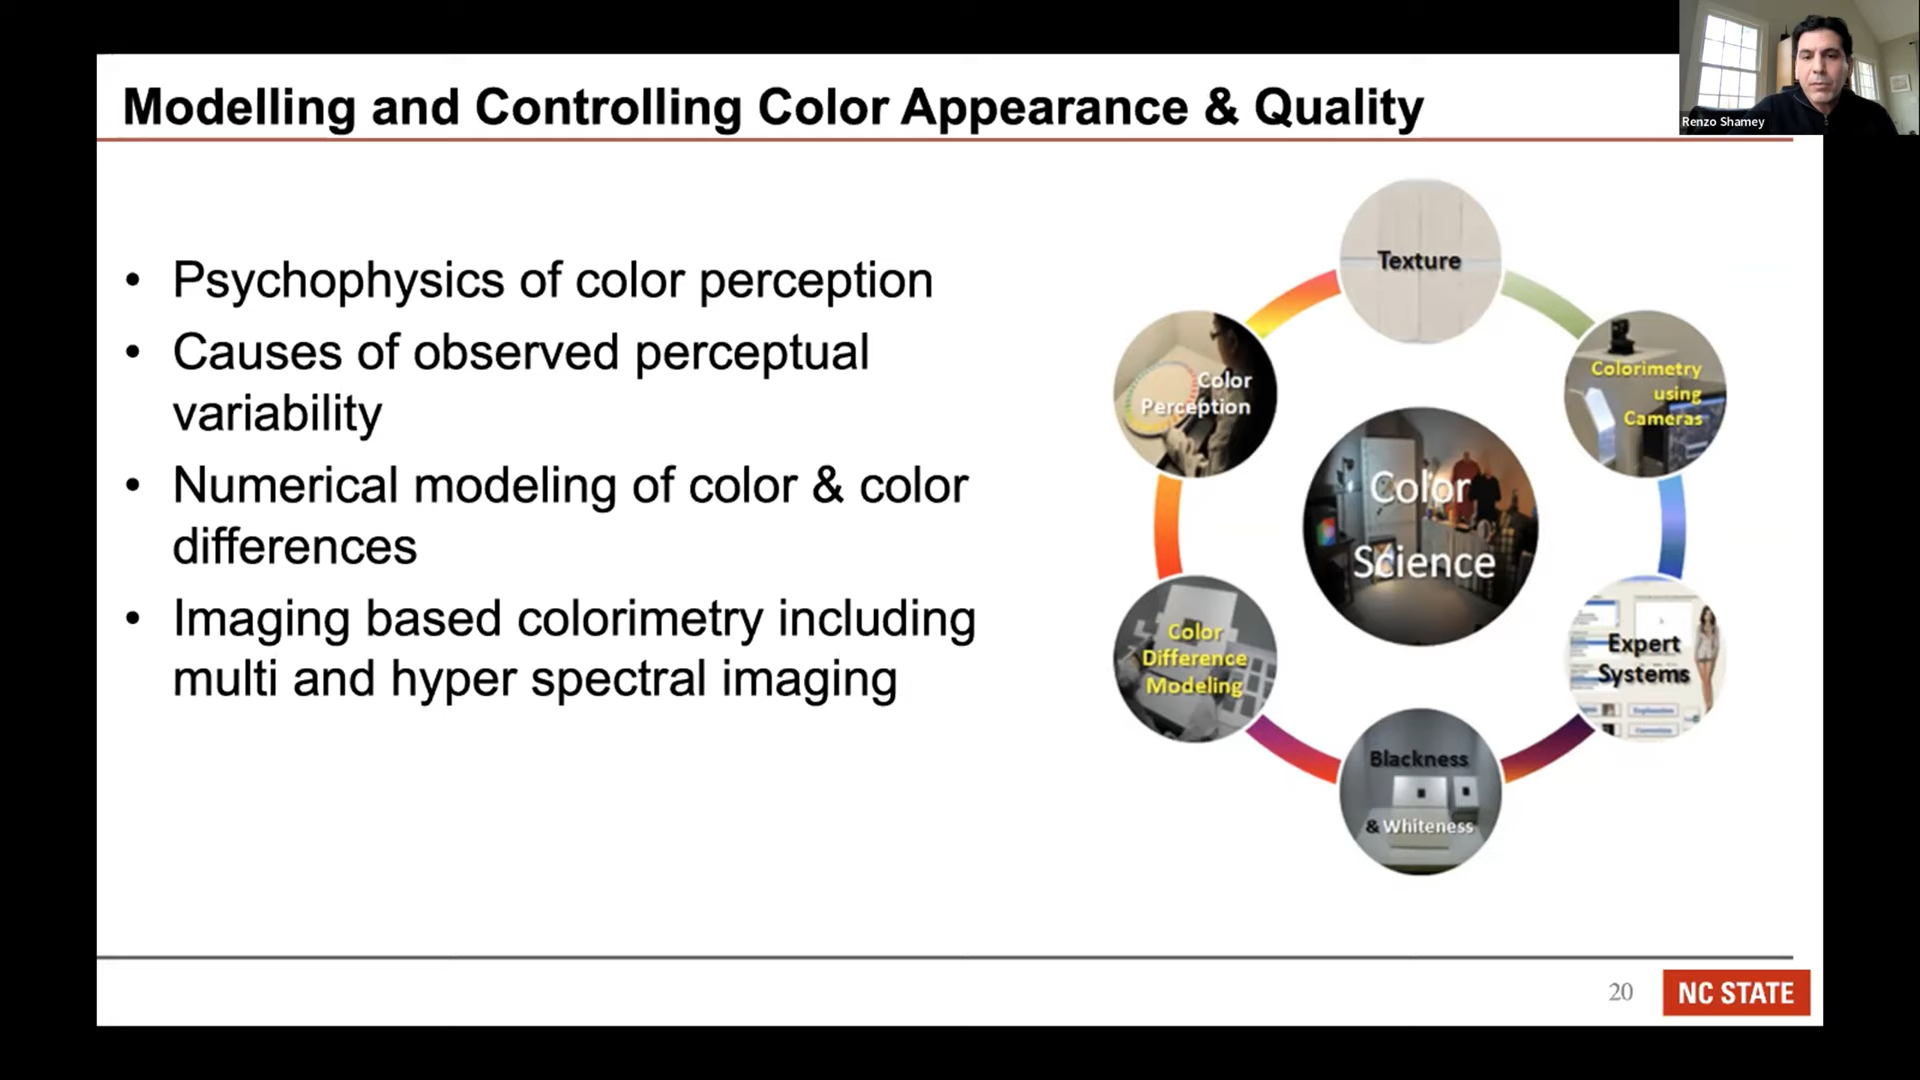 Modelling and Controlling Color Appearance & Quality
Renzo Shamey
• Psychophysics of color perception
• Causes of observed perceptual
variability
• Numerical modeling of color & color
differences
• Imaging based colorimetry including
multi and hyper spectral imaging
Texture
Color
Perception
Colorimetry
using
Cameras
Color
Science
Color
Difference
Modeling
Expert
Systems
Blackness
& Whiteness
20
NC STATE